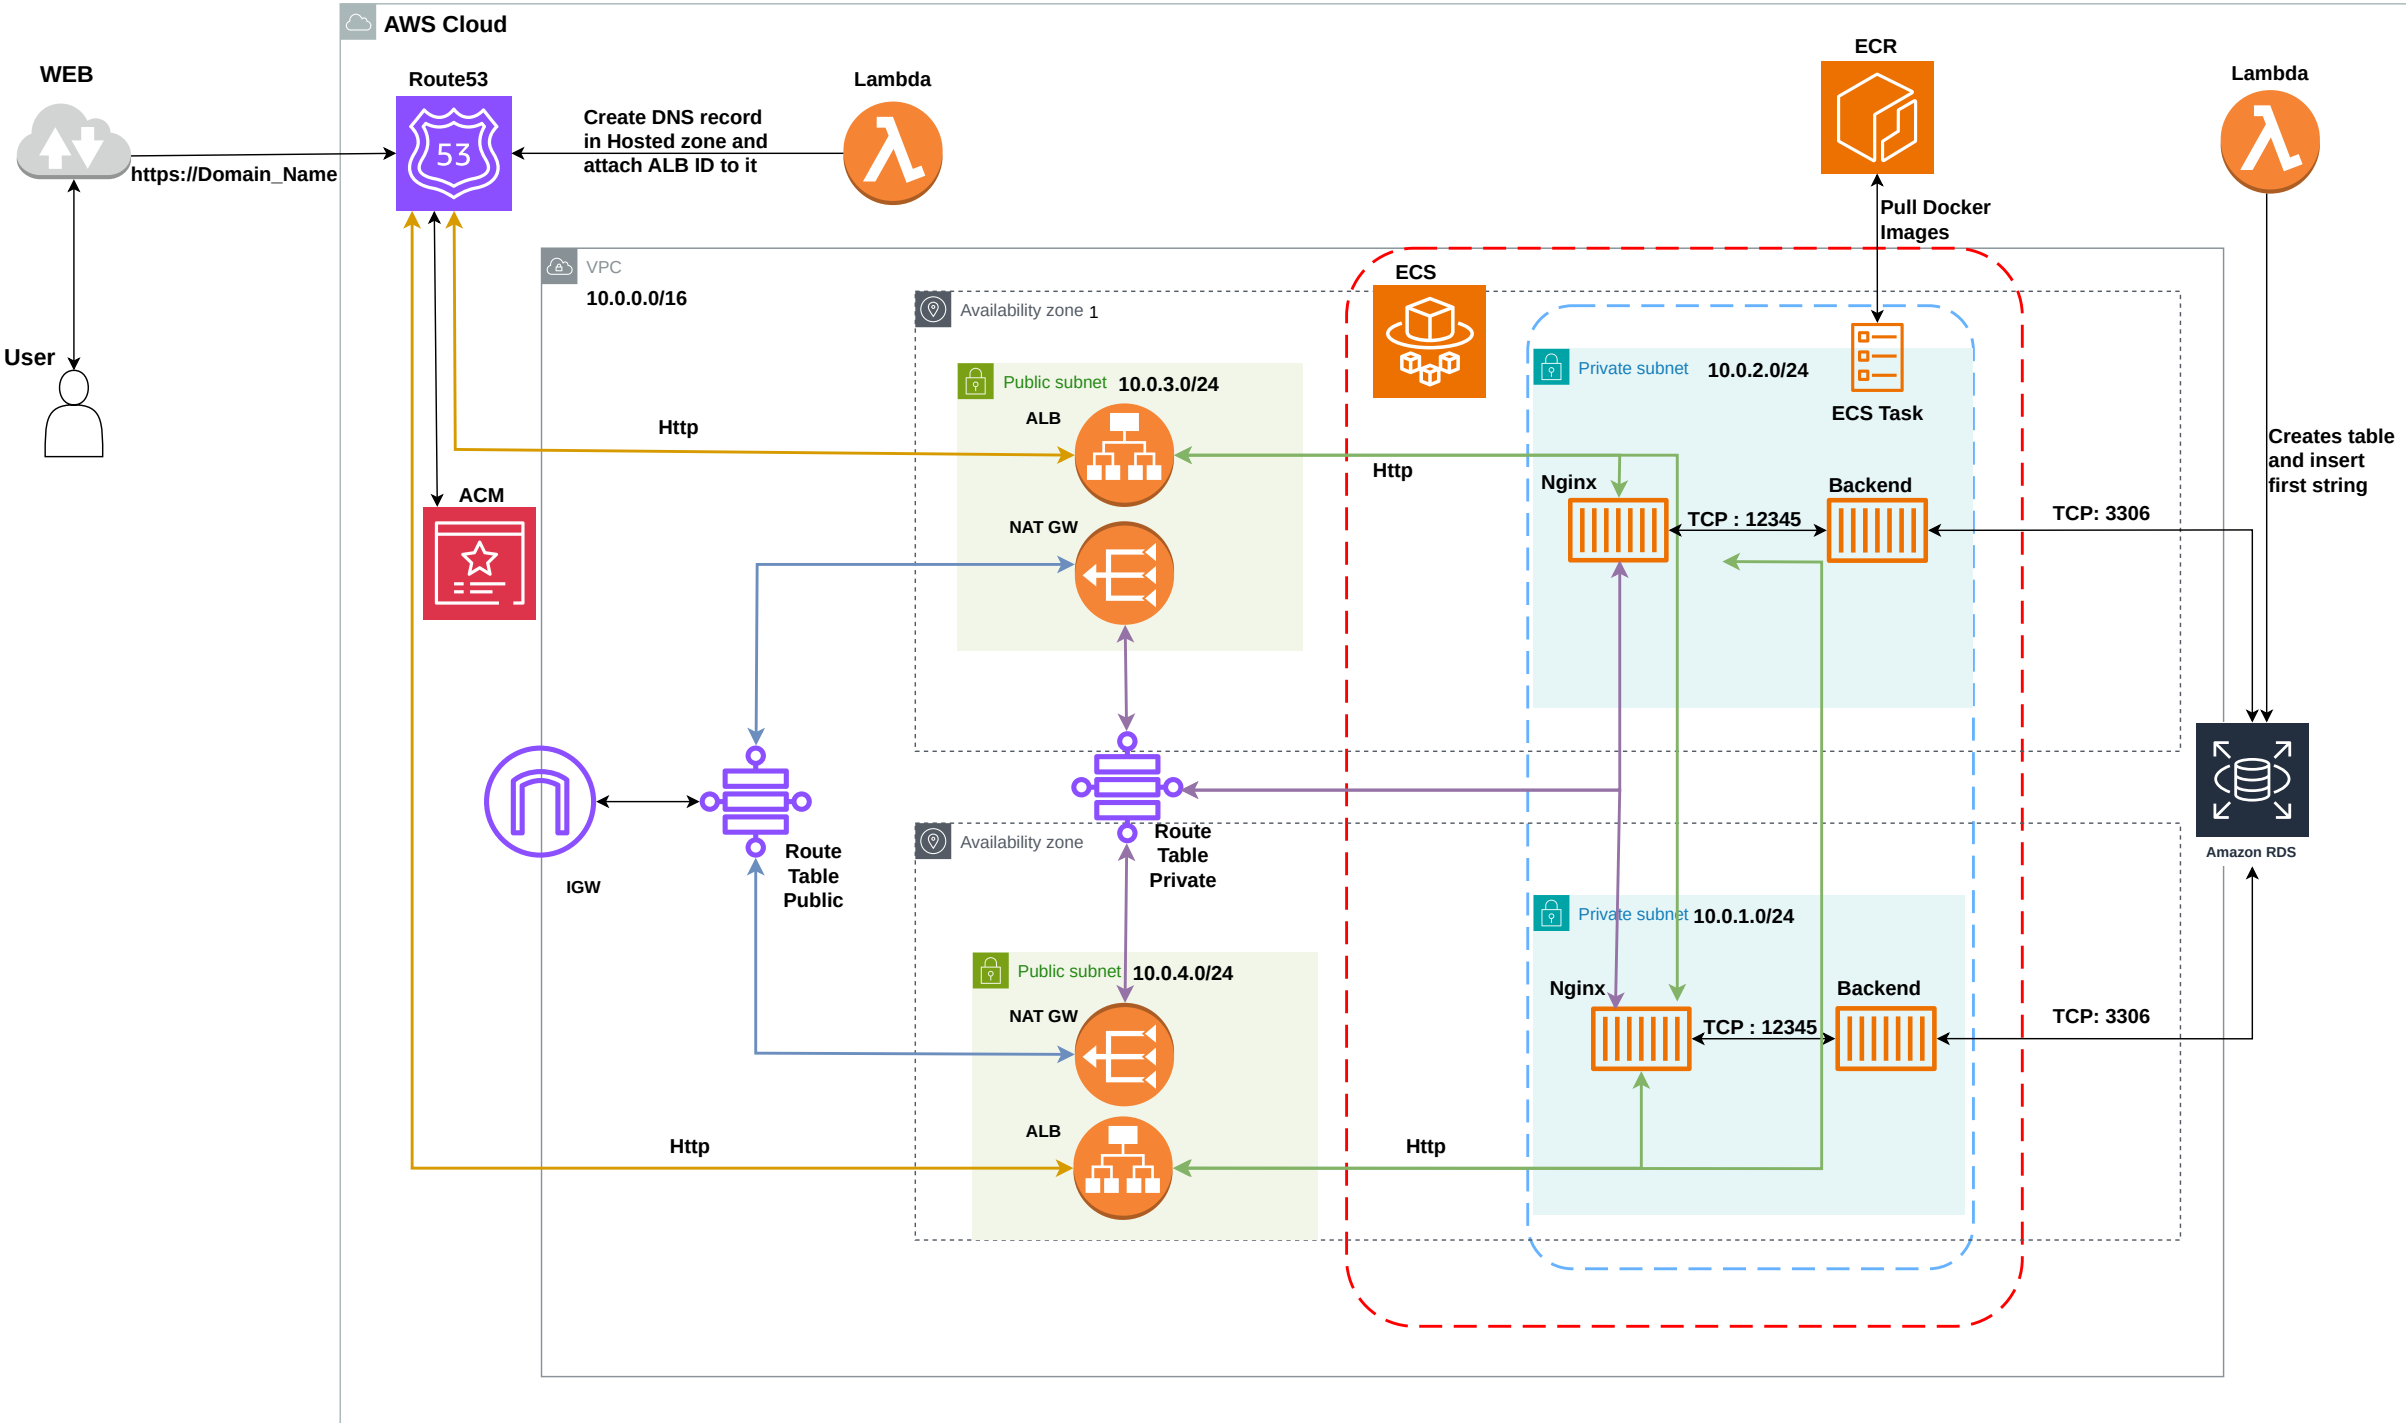 AWS Cloud
WEB
Route53
Lambda
ECR
Lambda
Create DNS record
in Hosted zone and
attach ALB ID to it
53
https://Domain_Name
Pull Docker
Images
VPC
10.0.0.0/16
ECS
Availability zone 1
User
Public subnet 10.0.3.0/24
Private subnet 10.0.2.0/24
ALB
ECS Task
Http
Http
Creates table
and insert
first string
Nginx
Backend
ACM
NAT GW
TCP : 12345
TCP: 3306
Route
Table
Private
Availability zone
Route
Table
Public
Amazon RDS
IGW
Private subnet 10.0.1.0/24
Public subnet 10.0.4.0/24
Nginx
Backend
NAT GW
TCP : 12345
TCP: 3306
ALB
Http
Http